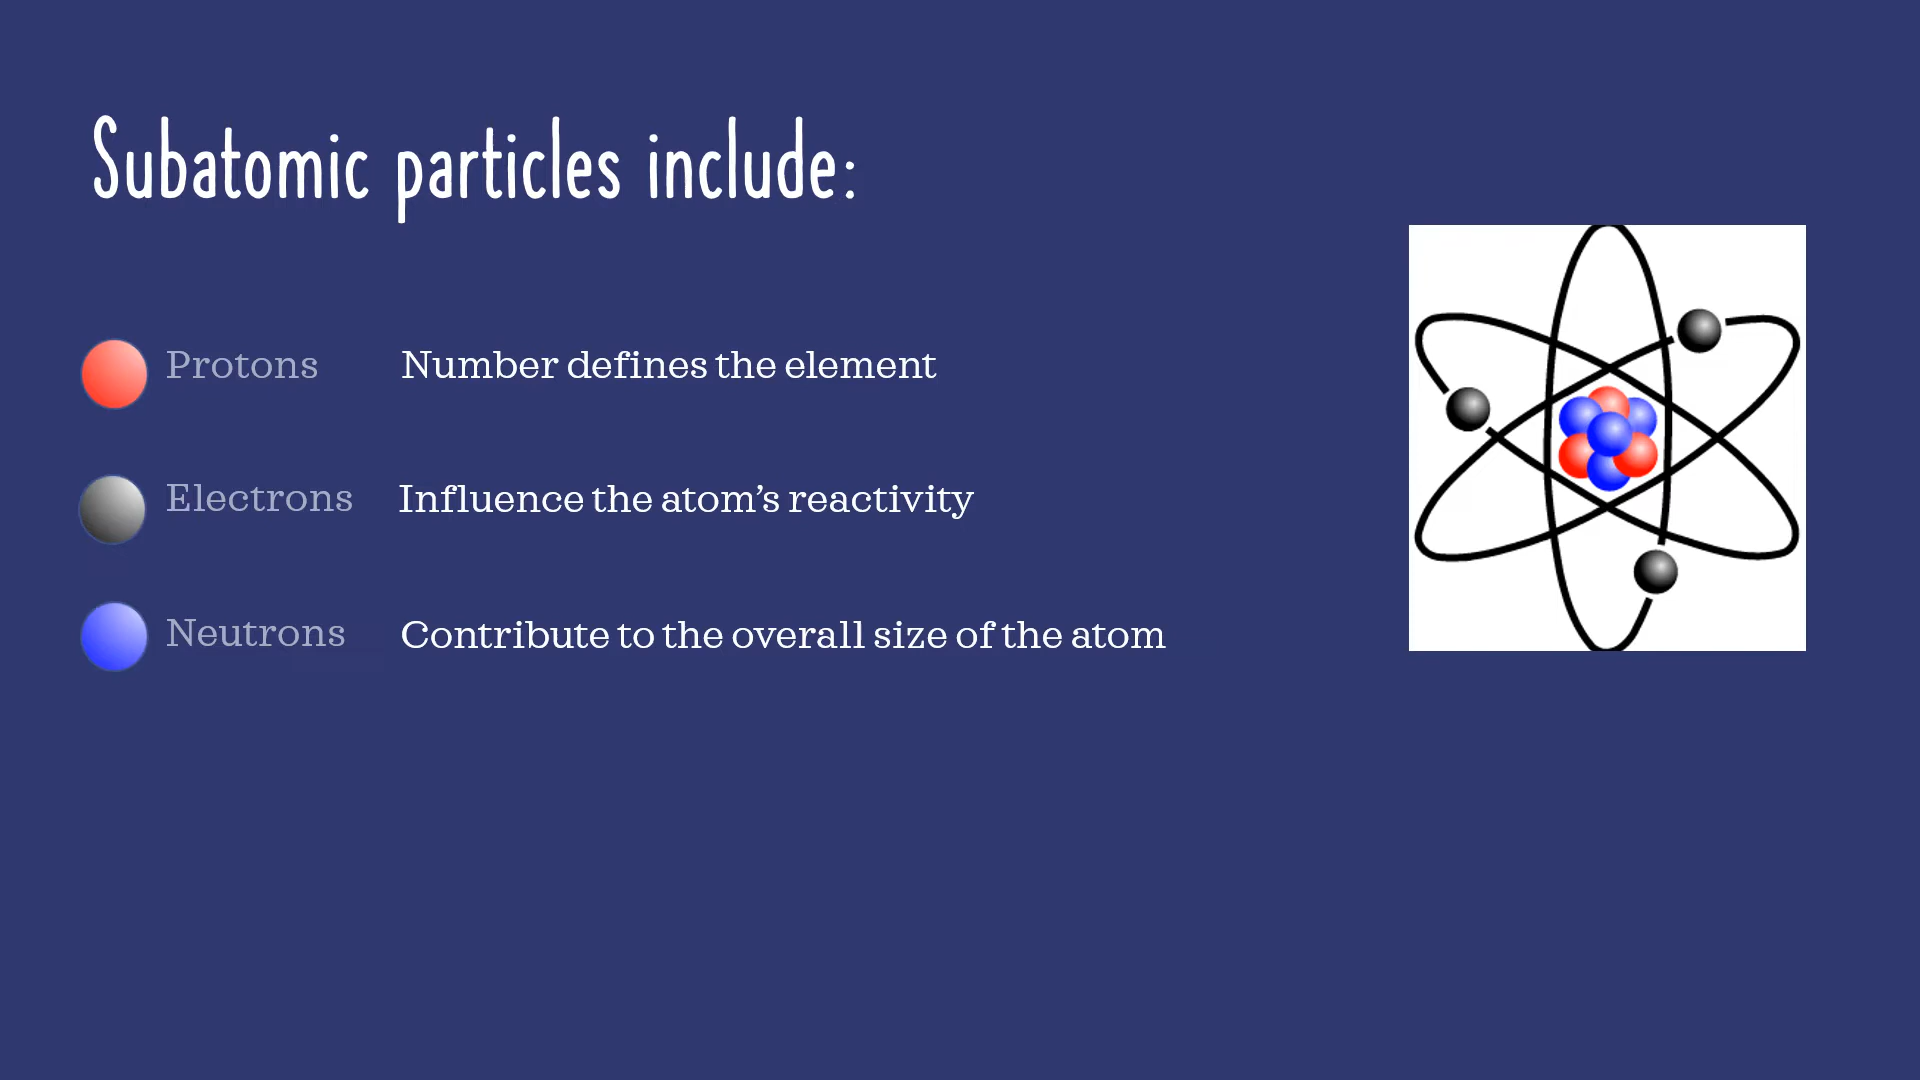 Subatomic particles include:
Protons Number defines the element
Electrons Influence the atom’s reactivity
Neutrons Contribute to the overall size of the atom